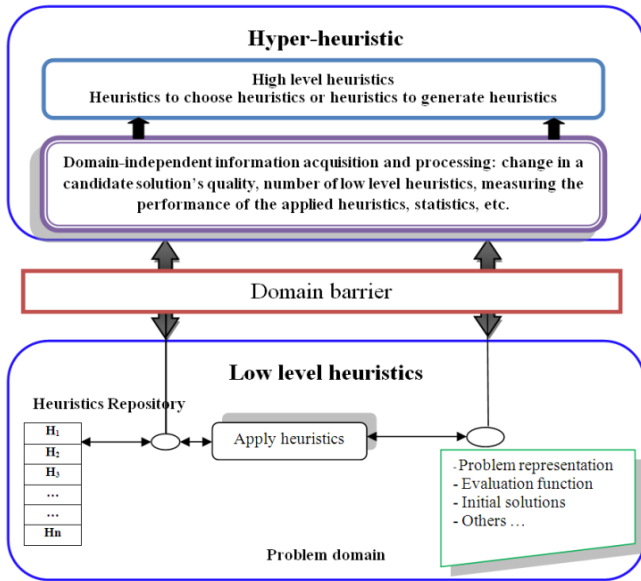 Hyper-heuristic
High level heuristics
Heuristics to choose heuristics or heuristics to generate heuristics
Domain-independent information acquisition and processing: change in a
candidate solution's quality, number of low level heuristics, measuring the
performance of the applied heuristics, statistics, etc.
Domain barrier
Low level heuristics
Heuristics Repository
H₁
H₂
H₃
...
...
Hn
Apply heuristics
- Problem representation
- Evaluation function
- Initial solutions
- Others ...
Problem domain